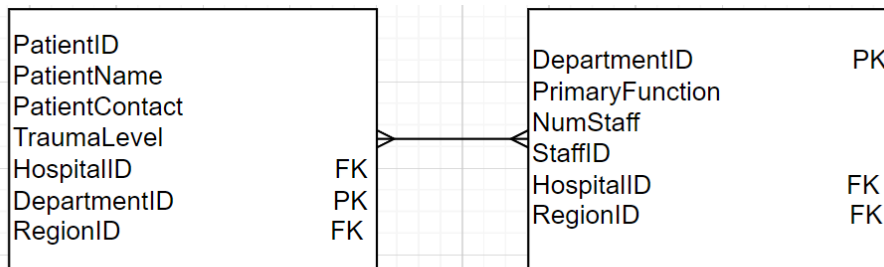 PatientID
PatientName
PatientContact
TraumaLevel
HospitalID FK
DepartmentID PK
RegionID FK
DepartmentID PK
PrimaryFunction
NumStaff
StaffID
HospitalID FK
RegionID FK